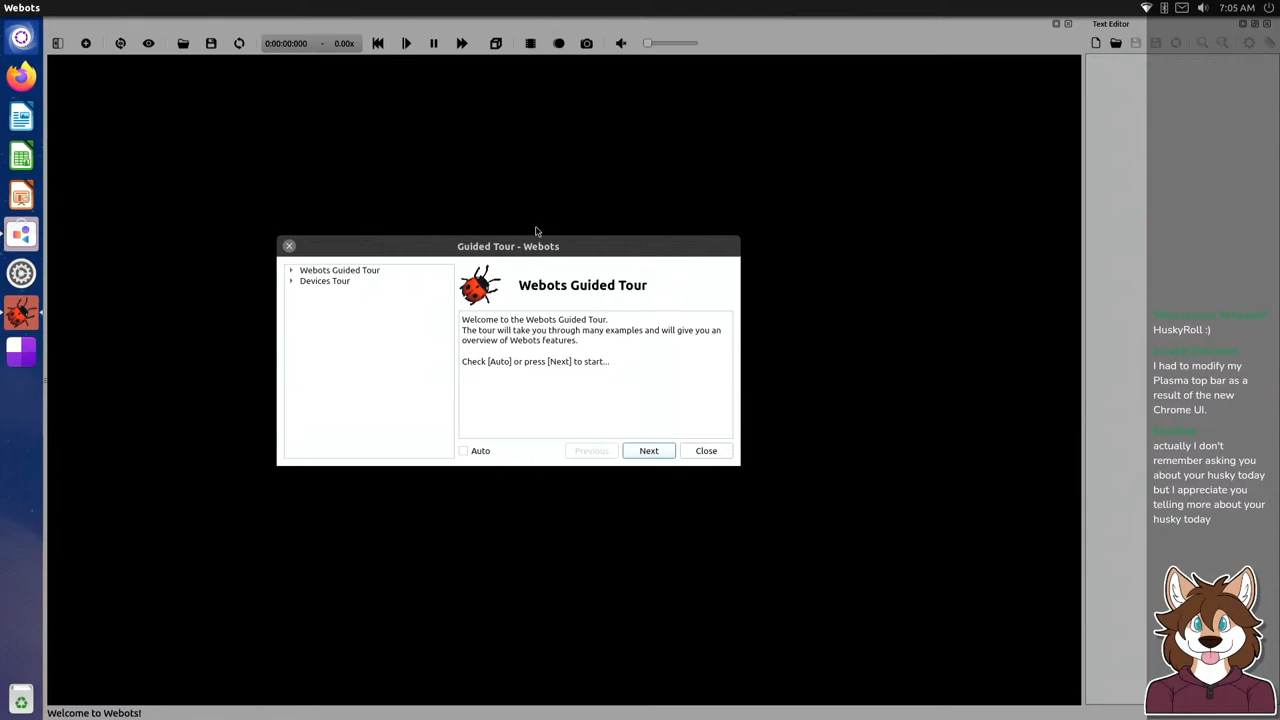 Webots
7:05 AM
Text Editor
0:00:00:000 - 0.00x
Guided Tour - Webots
Webots Guided Tour
Devices Tour
Webots Guided Tour
Welcome to the Webots Guided Tour.
The tour will take you through many examples and will give you an
overview of Webots features.
Check [Auto] or press [Next] to start...
Auto
Previous
Next
Close
HuskyRoll :)
I had to modify my
Plasma top bar as a
result of the new
Chrome UI.
actually I don't
remember asking you
about your husky today
but I appreciate you
telling more about your
husky today
Welcome to Webots!